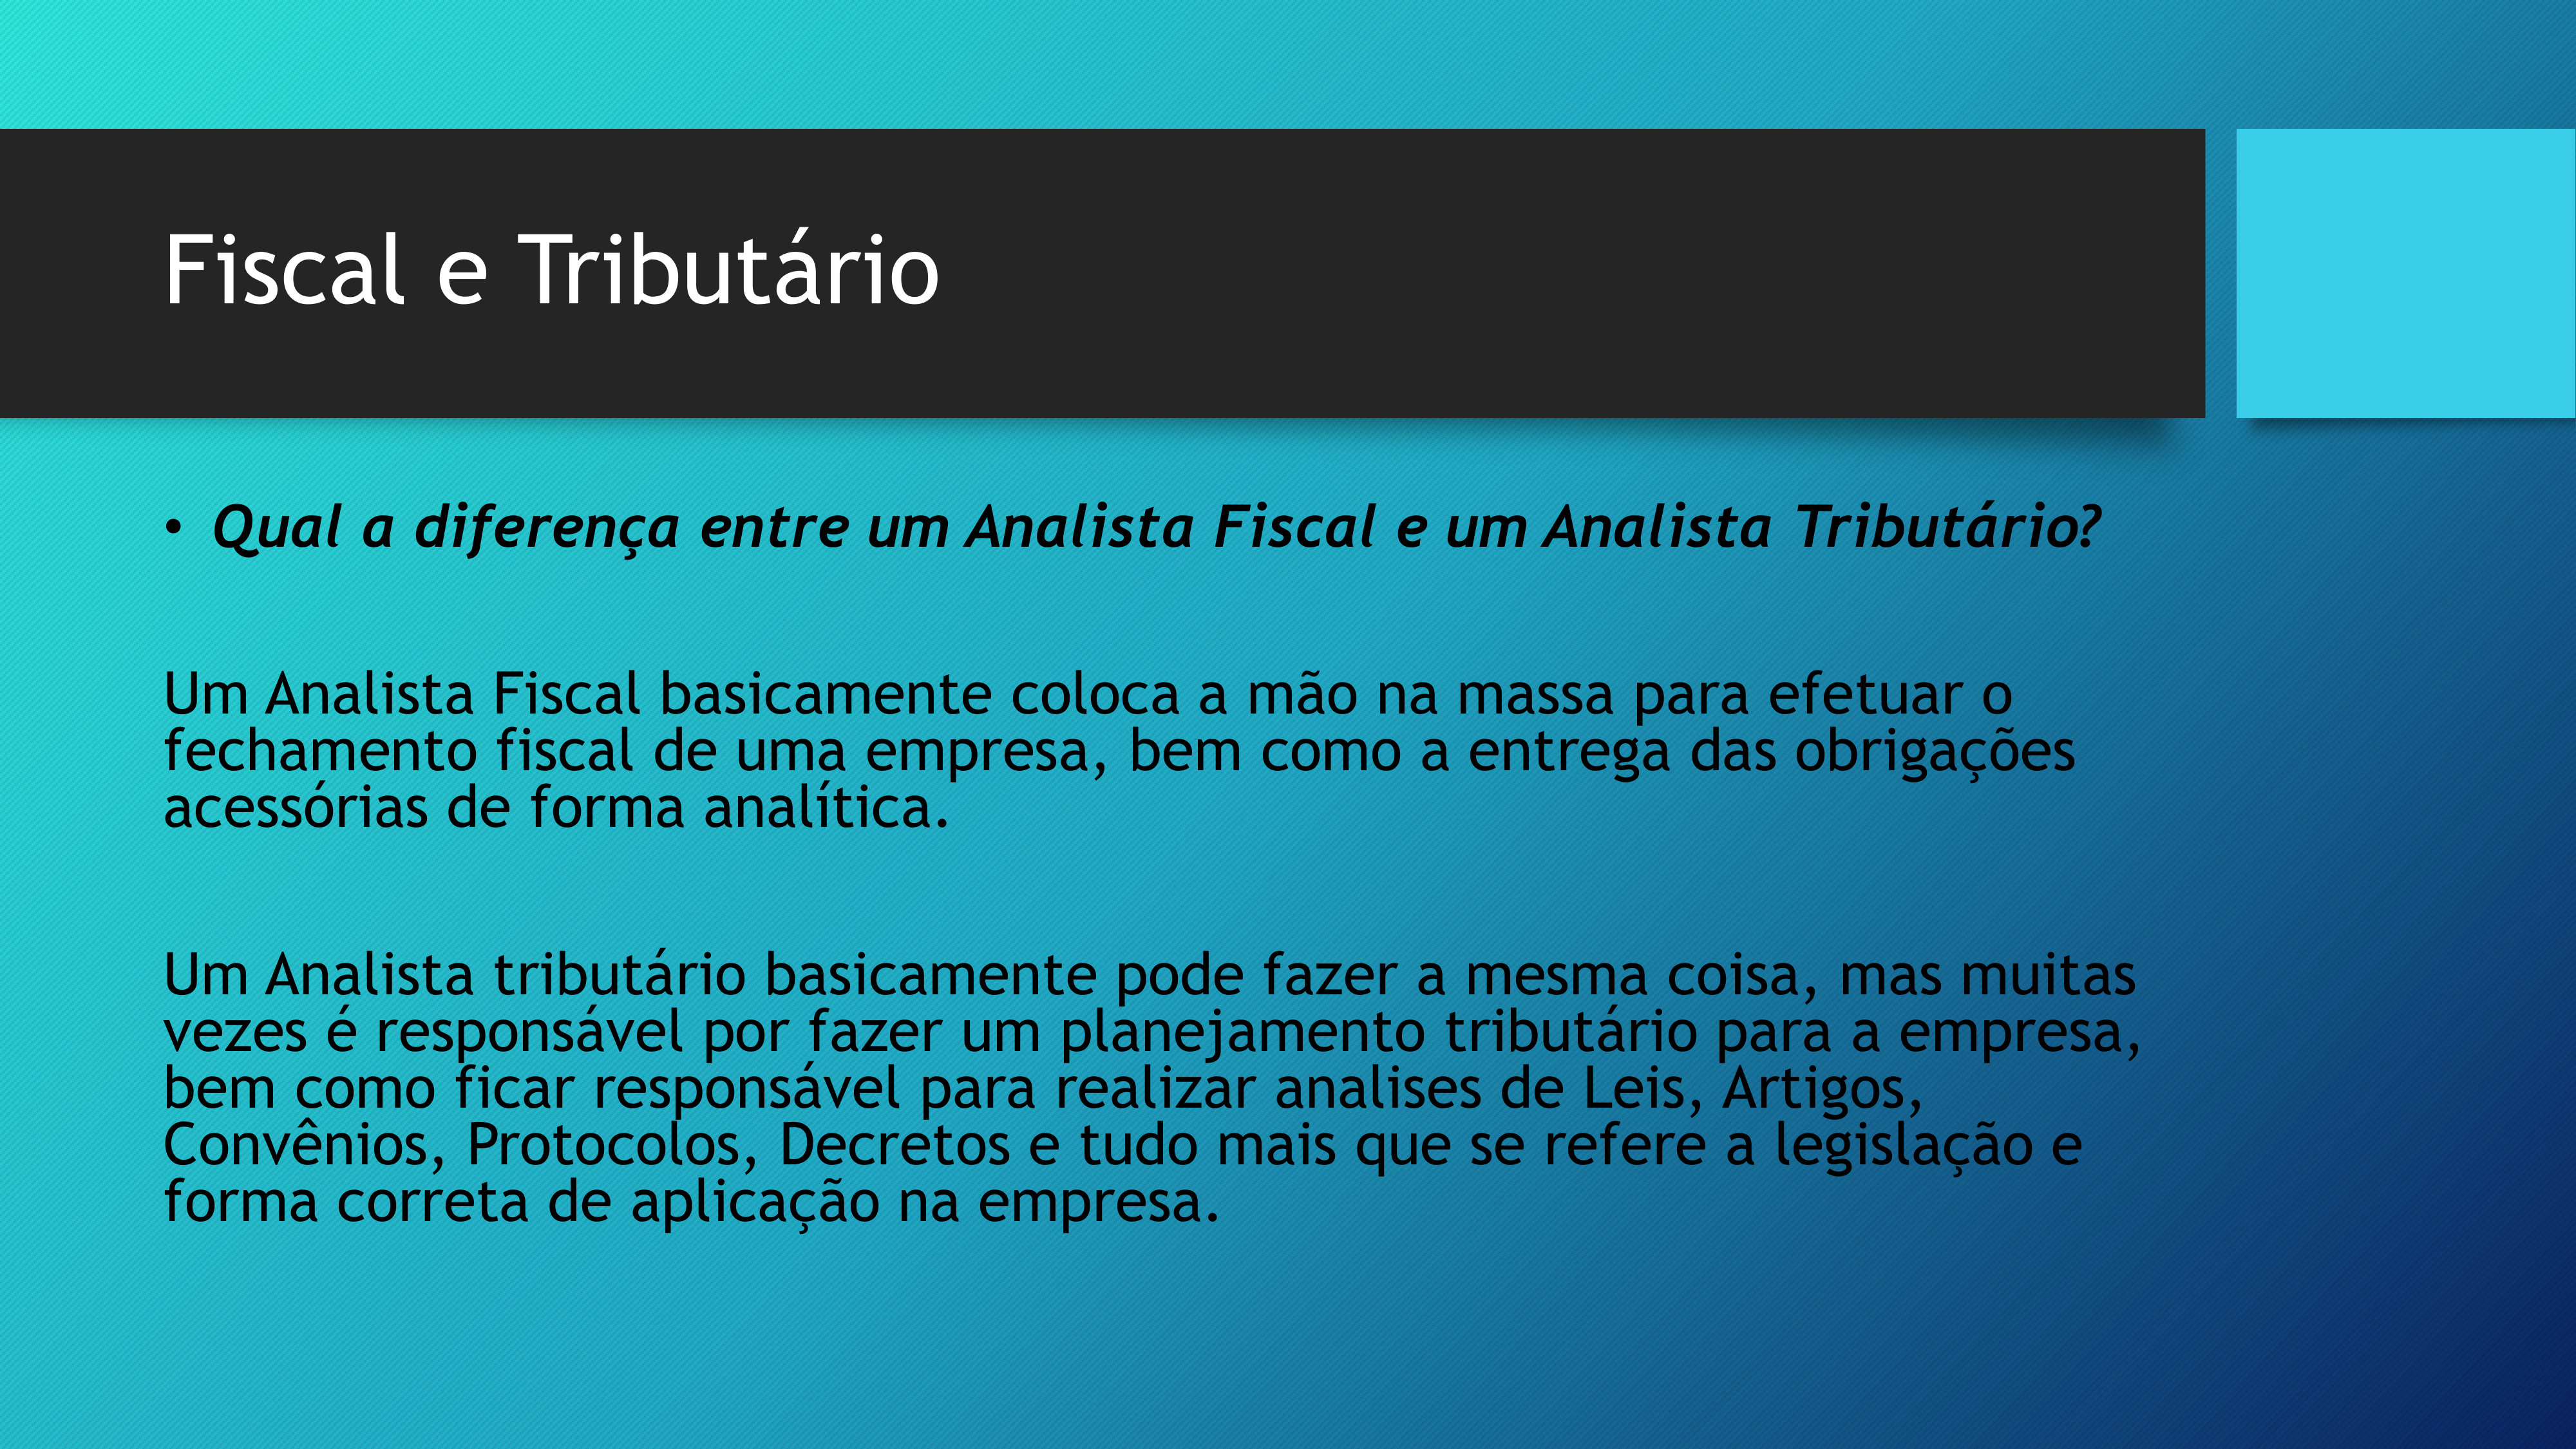 Fiscal e Tributário
• Qual a diferença entre um Analista Fiscal e um Analista Tributário?
Um Analista Fiscal basicamente coloca a mão na massa para efetuar o
fechamento fiscal de uma empresa, bem como a entrega das obrigações
acessórias de forma analítica.
Um Analista tributário basicamente pode fazer a mesma coisa, mas muitas
vezes é responsável por fazer um planejamento tributário para a empresa,
bem como ficar responsável para realizar analises de Leis, Artigos,
Convênios, Protocolos, Decretos e tudo mais que se refere a legislação e
forma correta de aplicação na empresa.